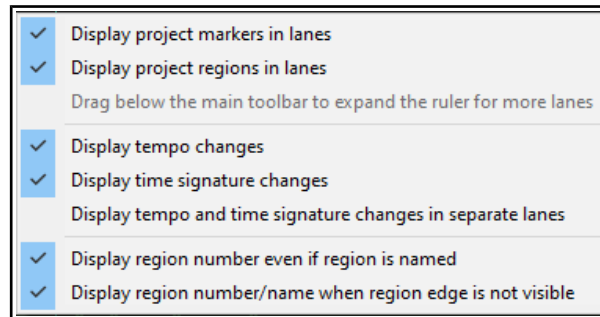 Display project markers in lanes
Display project regions in lanes
Drag below the main toolbar to expand the ruler for more lanes
Display tempo changes
Display time signature changes
Display tempo and time signature changes in separate lanes
Display region number even if region is named
Display region number/name when region edge is not visible